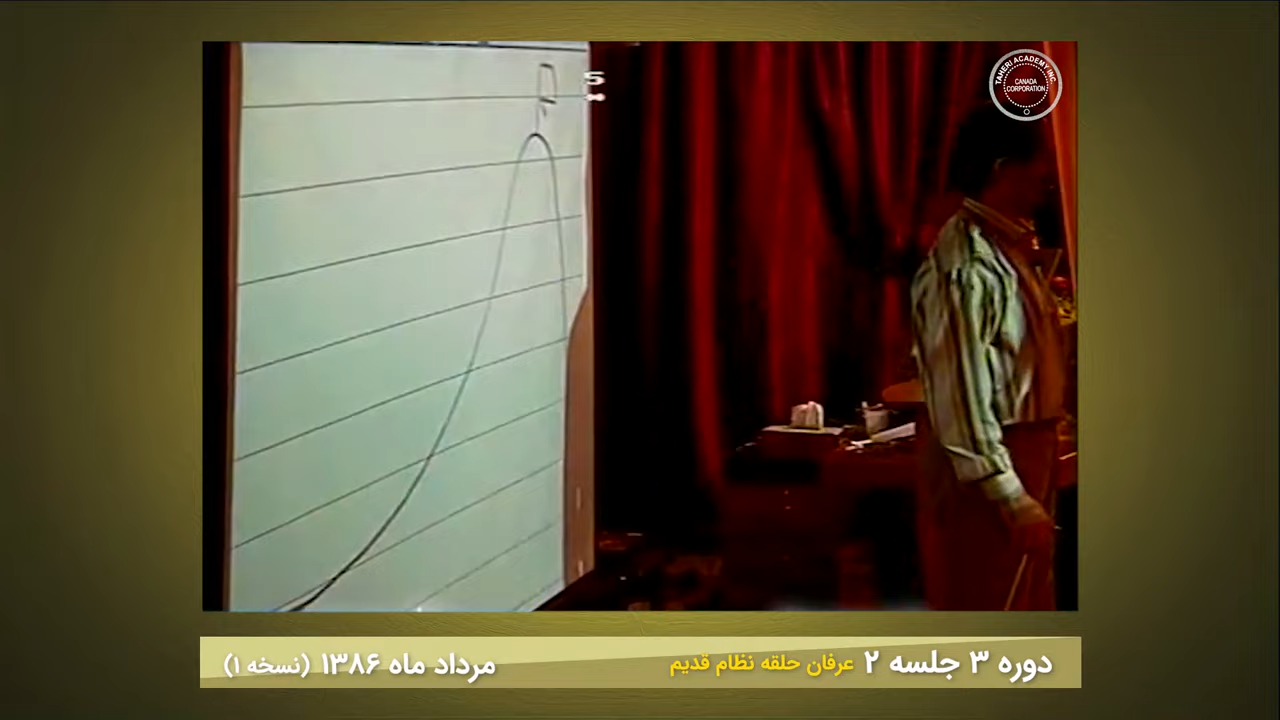 TAHERI ACADEMY INC.
CANADA
CORPORATION
دوره ۳ جلسه ۲ عرفان حلقه نظام قدیم
مرداد ماه ۱۳۸۶ (نسخه ۱)